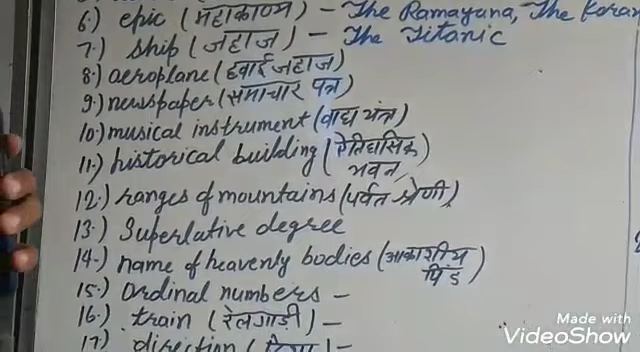 6.) epic (महाकाव्य) – The Ramayana, The Koran
7.) ship (जहाज) – The Titanic
8.) aeroplane (हवाई जहाज)
9.) newspaper (समाचार पत्र)
10.) musical instrument (वाद्य यंत्र)
11.) historical building (ऐतिहासिक भवन)
12.) ranges of mountains (पर्वत श्रेणी)
13.) Superlative degree
14.) name of heavenly bodies (आकाशीय पिंड)
15.) Ordinal numbers –
16.) train (रेलगाड़ी) –
17.) direction (दिशा) –
Made with
VideoShow